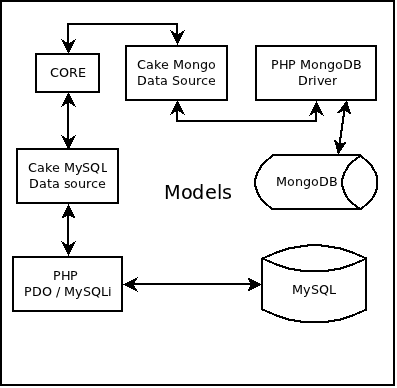 CORE
Cake Mongo
Data Source
PHP MongoDB
Driver
Cake MySQL
Data source
Models
MongoDB
PHP
PDO / MySQLi
MySQL